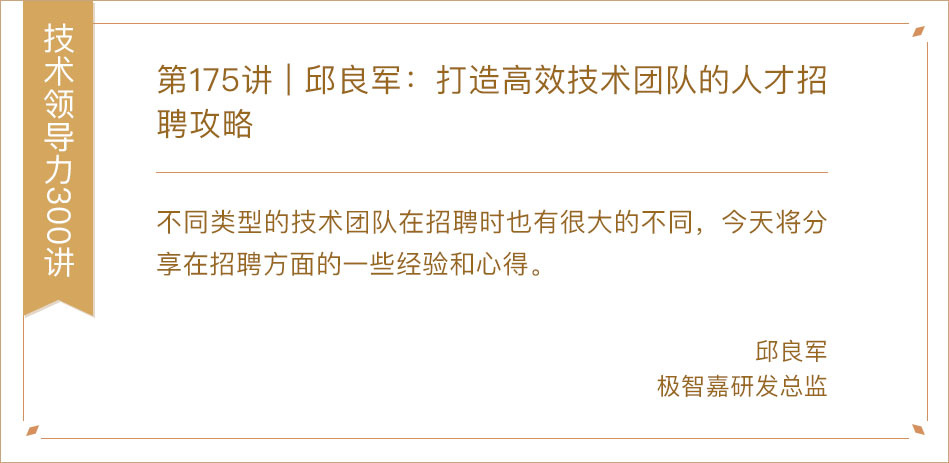 技术领导力300讲
第175讲 | 邱良军：打造高效技术团队的人才招
聘攻略
不同类型的技术团队在招聘时也有很大的不同，今天将分
享在招聘方面的一些经验和心得。
邱良军
极智嘉研发总监